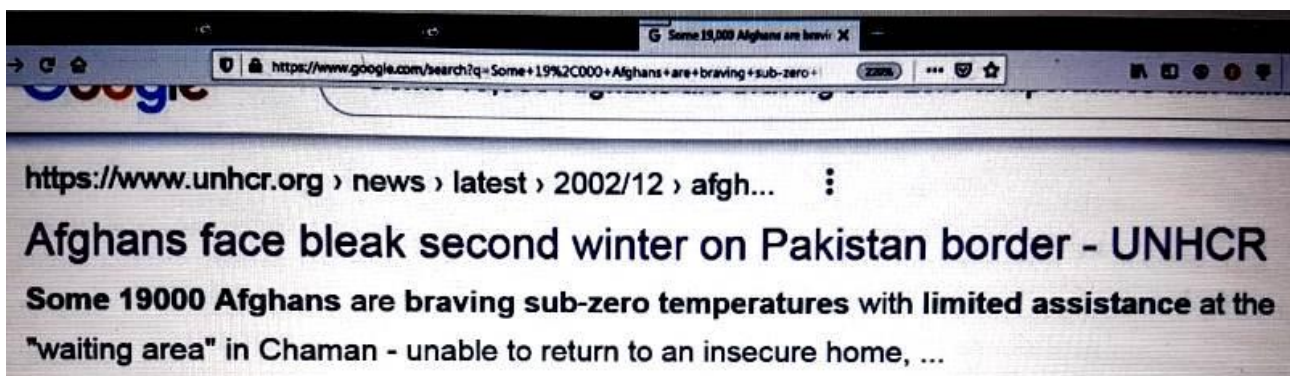 G Some 19,000 Afghans are bravir X
https://www.google.com/search?q=Some+19%2C000+Afghans+are+braving+sub-zero+
220%
Google
https://www.unhcr.org › news › latest › 2002/12 › afgh...
Afghans face bleak second winter on Pakistan border - UNHCR
Some 19000 Afghans are braving sub-zero temperatures with limited assistance at the
"waiting area" in Chaman - unable to return to an insecure home, ...